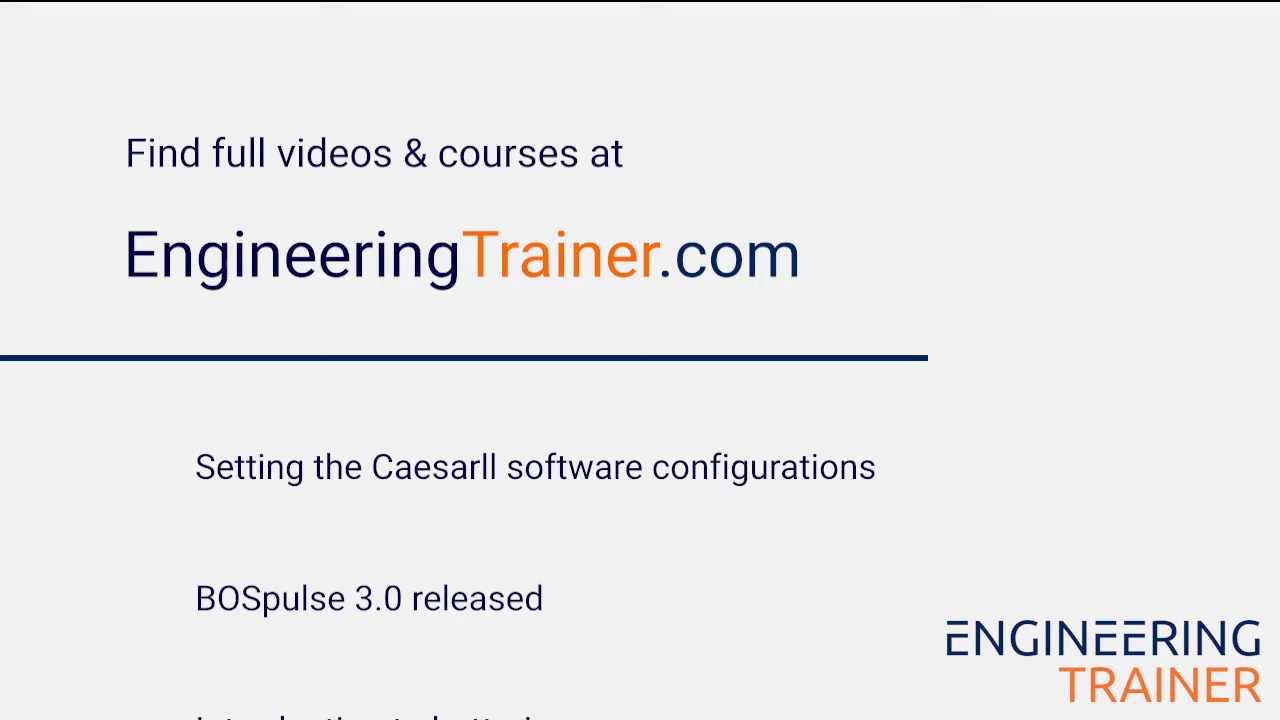 Find full videos & courses at
EngineeringTrainer.com
Setting the CaesarII software configurations
BOSpulse 3.0 released
ENGINEERING
TRAINER